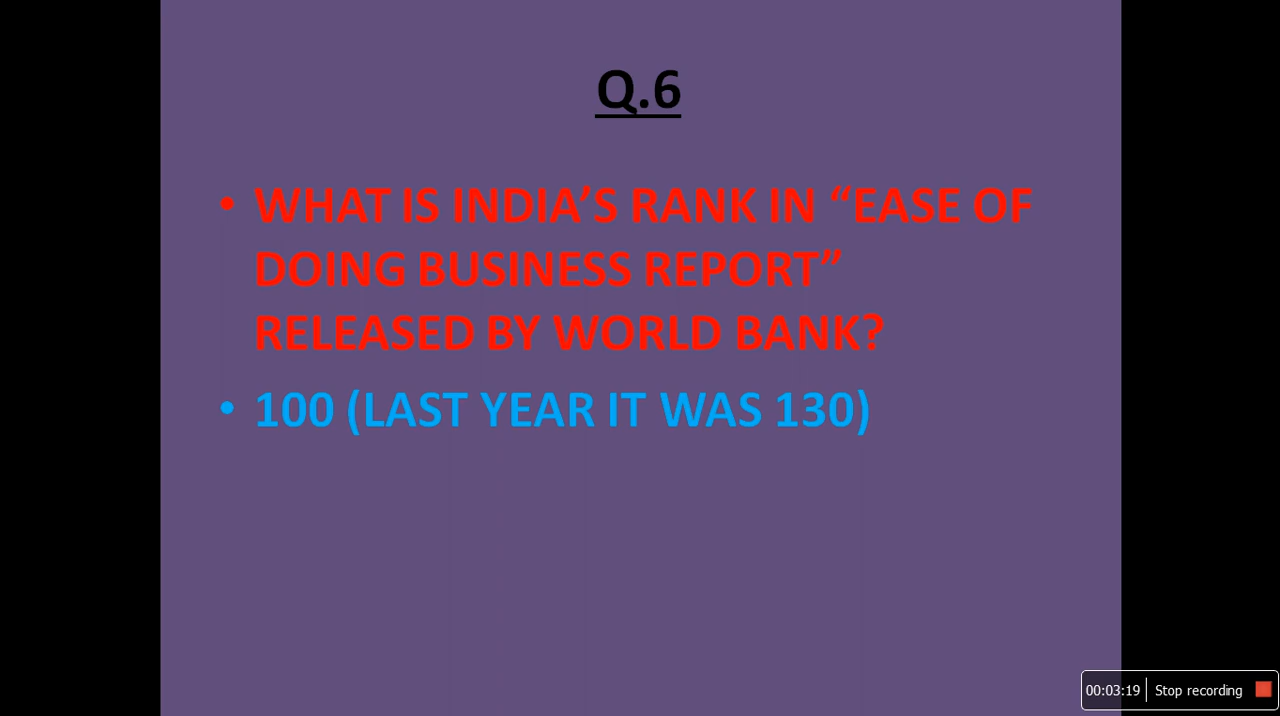 Q.6
• WHAT IS INDIA’S RANK IN “EASE OF
DOING BUSINESS REPORT”
RELEASED BY WORLD BANK?
• 100 (LAST YEAR IT WAS 130)
00:03:19 Stop recording